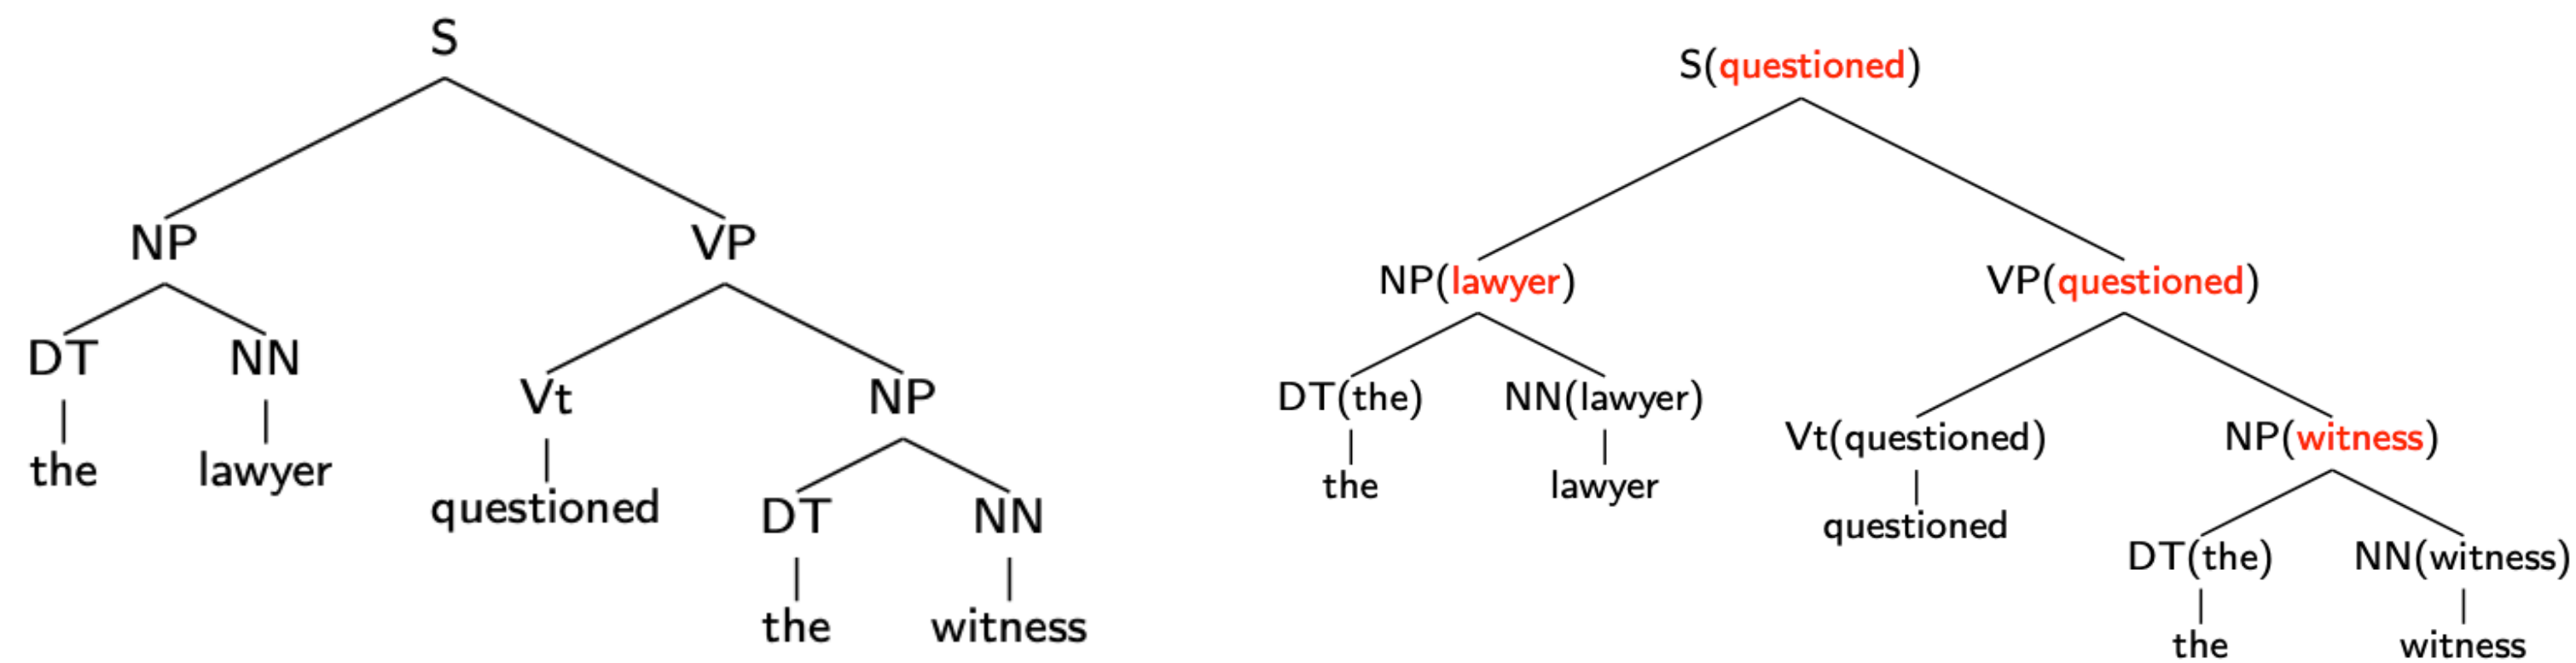 S
NP VP
DT NN Vt NP
the lawyer questioned DT NN
the witness
S(questioned)
NP(lawyer) VP(questioned)
DT(the) NN(lawyer) Vt(questioned) NP(witness)
the lawyer questioned DT(the) NN(witness)
the witness